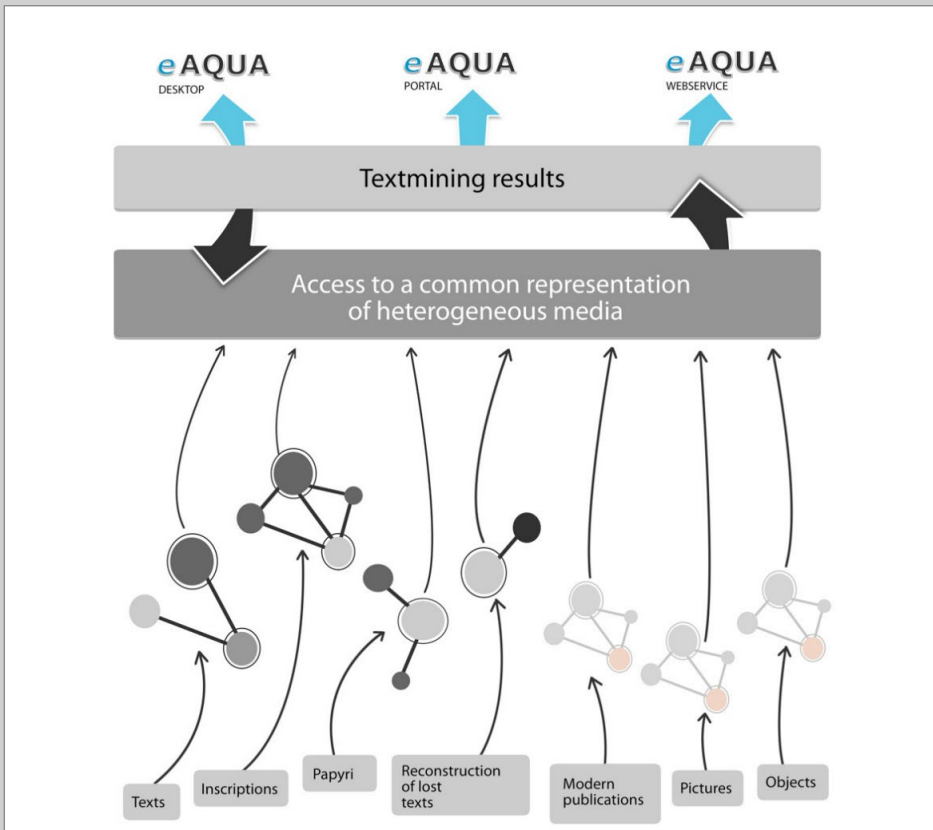 eAQUA
DESKTOP
eAQUA
PORTAL
eAQUA
WEBSERVICE
Textmining results
Access to a common representation
of heterogeneous media
Texts
Inscriptions
Papyri
Reconstruction
of lost
texts
Modern
publications
Pictures
Objects